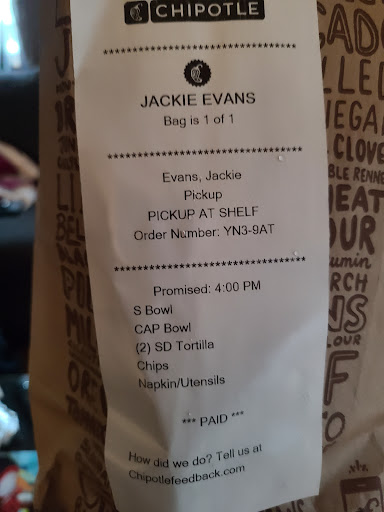 CHIPOTLE
************************************
JACKIE EVANS
Bag is 1 of 1
************************************
Evans, Jackie
Pickup
PICKUP AT SHELF
Order Number: YN3-9AT
************************************
Promised: 4:00 PM
S Bowl
CAP Bowl
(2) SD Tortilla
Chips
Napkin/Utensils
*** PAID ***
How did we do? Tell us at
Chipotlefeedback.com
CLOVE